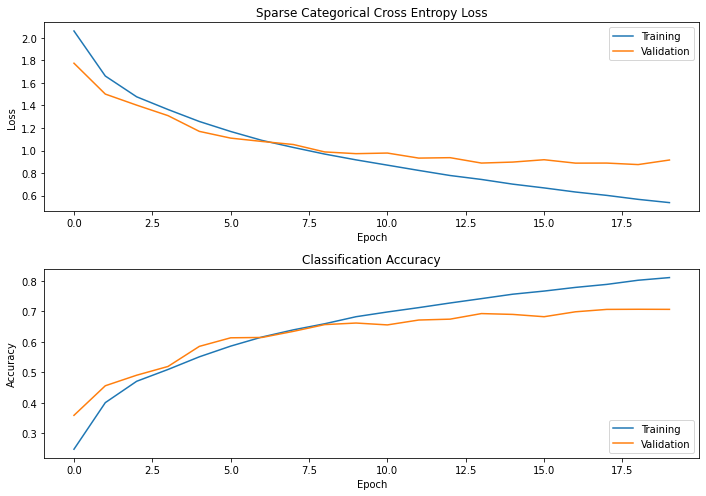 Sparse Categorical Cross Entropy Loss
2.0
1.8
1.6
1.4
1.2
1.0
0.8
0.6
Loss
Training
Validation
0.0 2.5 5.0 7.5 10.0 12.5 15.0 17.5
Epoch
Classification Accuracy
0.8
0.7
0.6
0.5
0.4
0.3
Accuracy
Training
Validation
0.0 2.5 5.0 7.5 10.0 12.5 15.0 17.5
Epoch